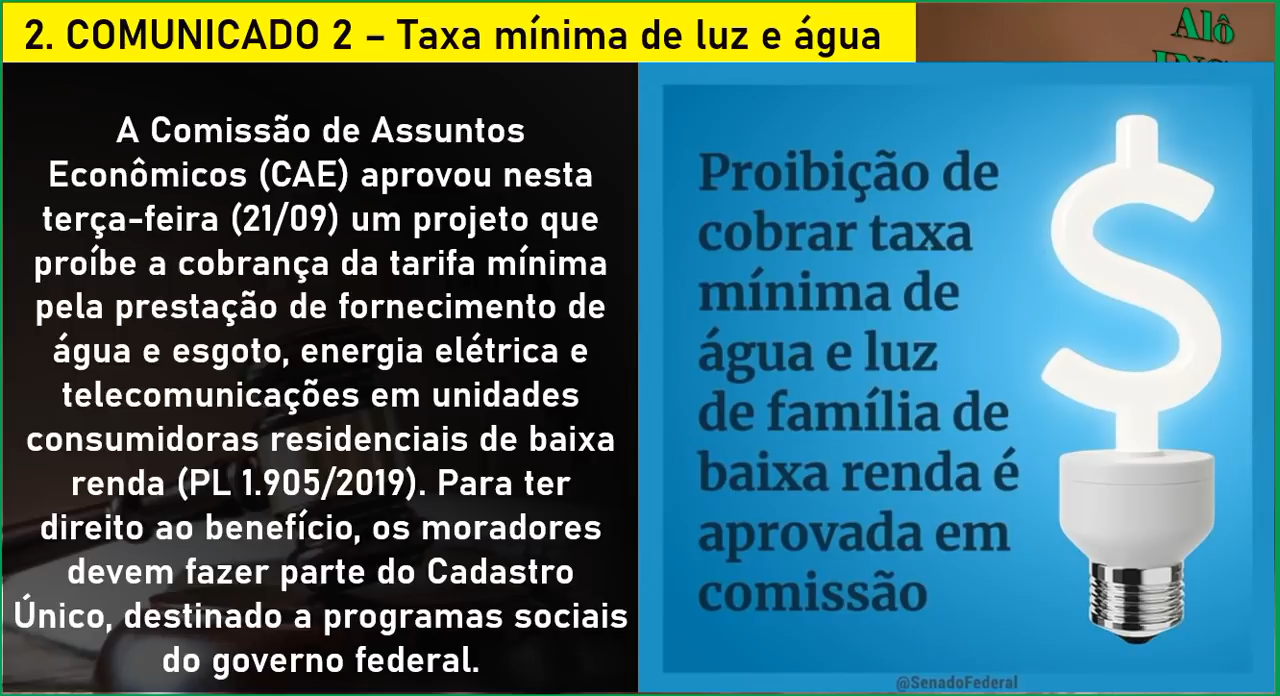 2. COMUNICADO 2 – Taxa mínima de luz e água
Alô
INSS
A Comissão de Assuntos
Econômicos (CAE) aprovou nesta
terça-feira (21/09) um projeto que
proíbe a cobrança da tarifa mínima
pela prestação de fornecimento de
água e esgoto, energia elétrica e
telecomunicações em unidades
consumidoras residenciais de baixa
renda (PL 1.905/2019). Para ter
direito ao benefício, os moradores
devem fazer parte do Cadastro
Único, destinado a programas sociais
do governo federal.
Proibição de
cobrar taxa
mínima de
água e luz
de família de
baixa renda é
aprovada em
comissão
@SenadoFederal